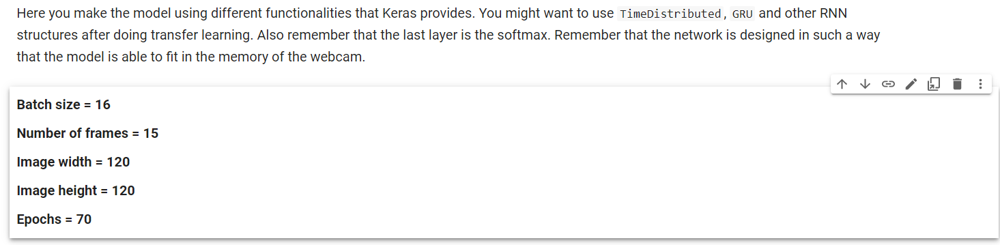 Here you make the model using different functionalities that Keras provides. You might want to use TimeDistributed, GRU and other RNN
structures after doing transfer learning. Also remember that the last layer is the softmax. Remember that the network is designed in such a way
that the model is able to fit in the memory of the webcam.
Batch size = 16
Number of frames = 15
Image width = 120
Image height = 120
Epochs = 70